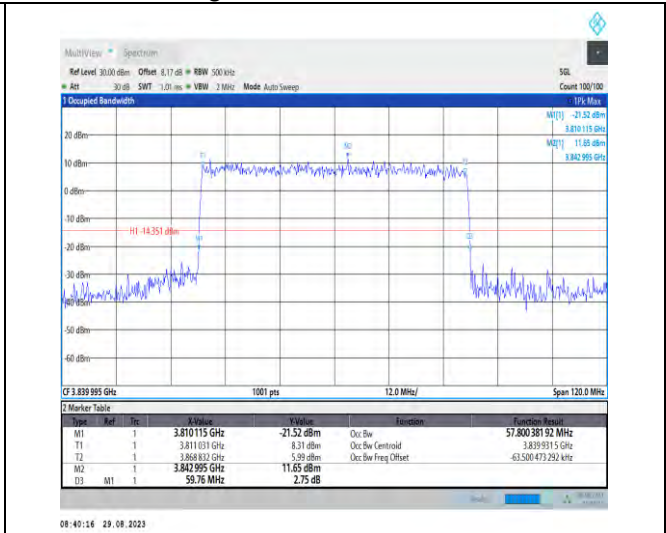 MultiView Spectrum
Ref Level 30.00 dBm Offset 8.17 dB RBW 500 kHz SGL
Att 30 dB SWT 1.01 ms VBW 2 MHz Mode Auto Sweep Count 100/100
1 Occupied Bandwidth 1Pk Max
M1[1] -21.52 dBm
3.810 115 GHz
M2[1] 11.65 dBm
3.842 995 GHz
20 dBm
M2
T1
10 dBm
0 dBm
-10 dBm
H1 -14.351 dBm
M1
D3
-20 dBm
-30 dBm
-40 dBm
-50 dBm
-60 dBm
CF 3.839 995 GHz 1001 pts 12.0 MHz/ Span 120.0 MHz
2 Marker Table
Type Ref Trc X-Value Y-Value Function Function Result
M1 1 3.810 115 GHz -21.52 dBm Occ Bw 57.800 381 92 MHz
T1 1 3.811 031 GHz 8.31 dBm Occ Bw Centroid 3.839 931 5 GHz
T2 1 3.868 832 GHz 5.99 dBm Occ Bw Freq Offset -63.500 473 292 kHz
M2 1 3.842 995 GHz 11.65 dBm
D3 M1 1 59.76 MHz 2.75 dB
08:40:16 29.08.2023